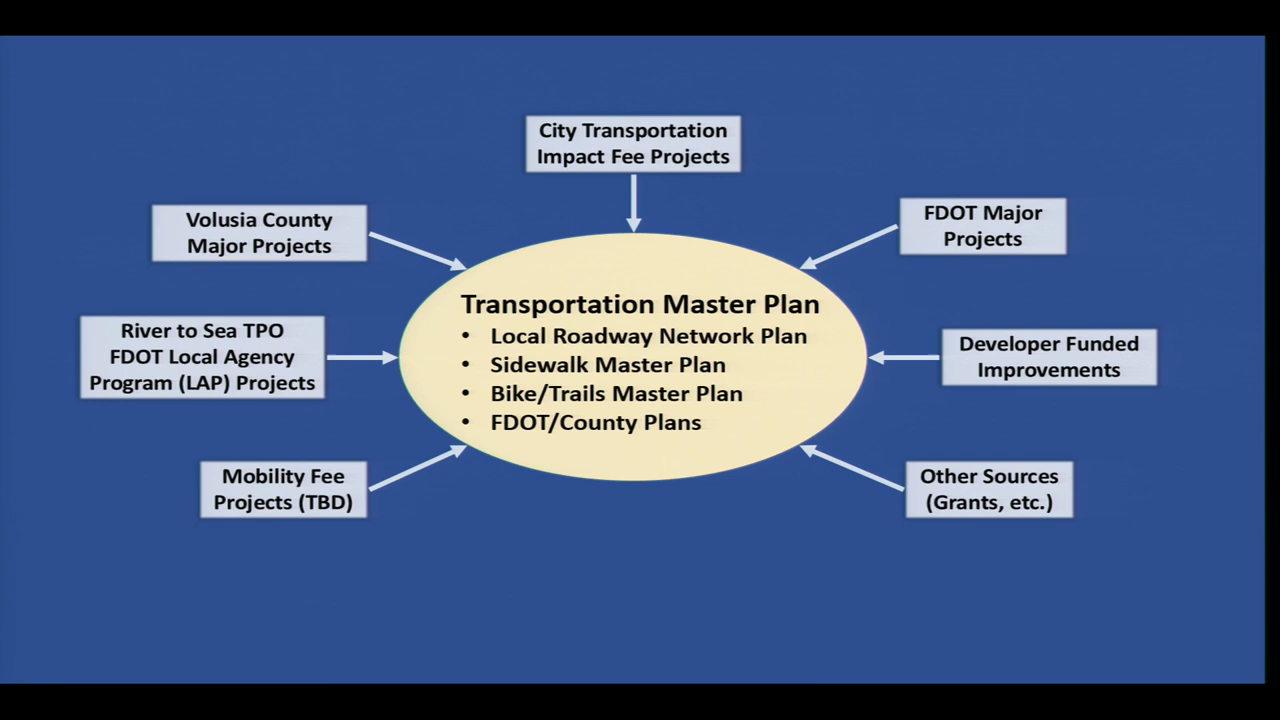 City Transportation
Impact Fee Projects
Volusia County
Major Projects
FDOT Major
Projects
River to Sea TPO
FDOT Local Agency
Program (LAP) Projects
Transportation Master Plan
• Local Roadway Network Plan
• Sidewalk Master Plan
• Bike/Trails Master Plan
• FDOT/County Plans
Developer Funded
Improvements
Mobility Fee
Projects (TBD)
Other Sources
(Grants, etc.)